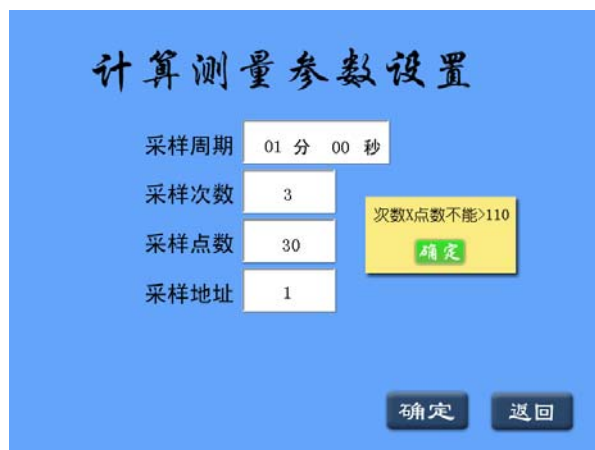 计算测量参数设置
采样周期 01 分 00 秒
采样次数 3
次数X点数不能>110
采样点数 30 确定
采样地址 1
确定 返回